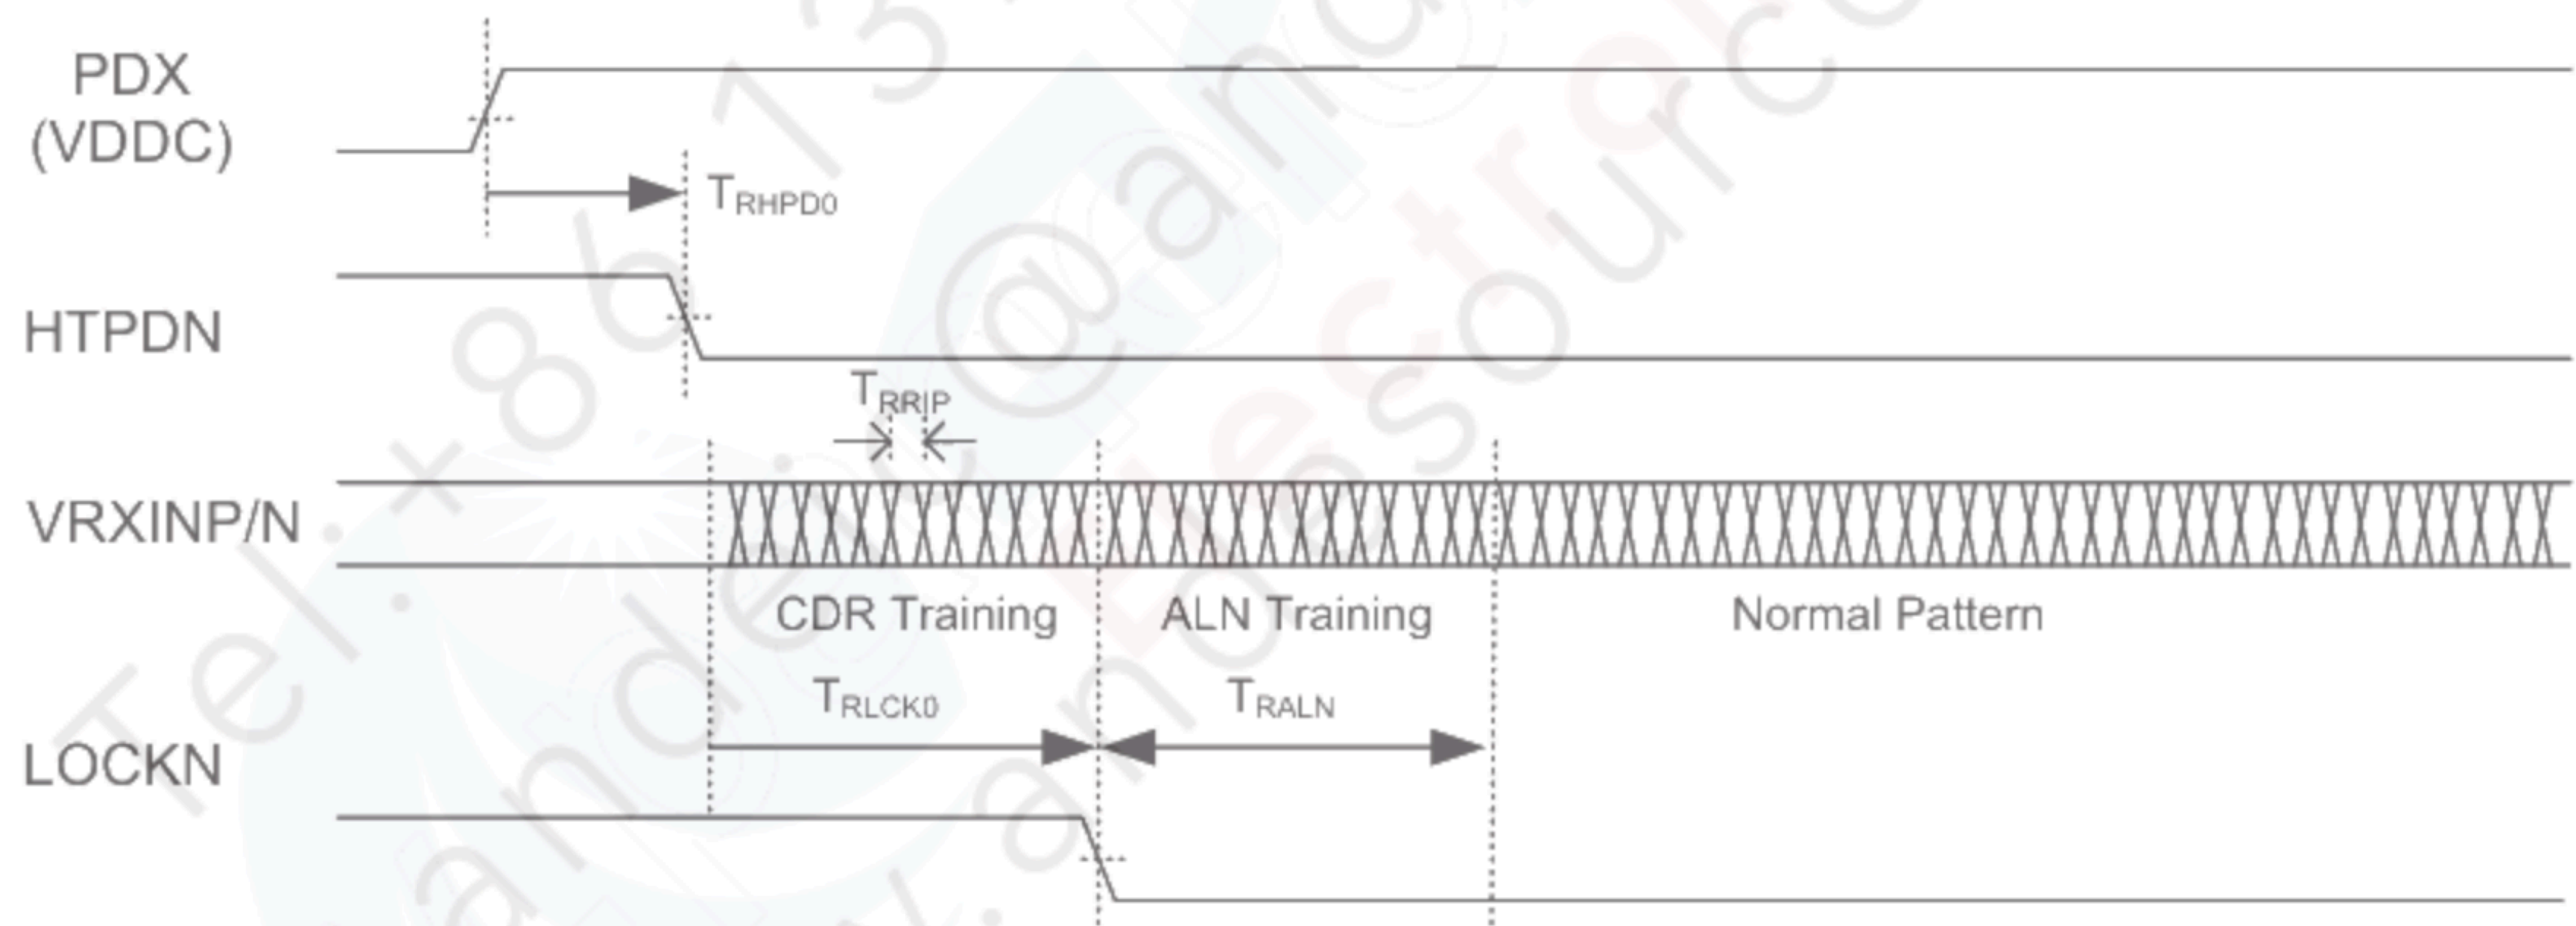 PDX
(VDDC)
TRHPD0
HTPDN
TRRIP
VRXINP/N
CDR Training
ALN Training
Normal Pattern
TRLCK0
TRALN
LOCKN